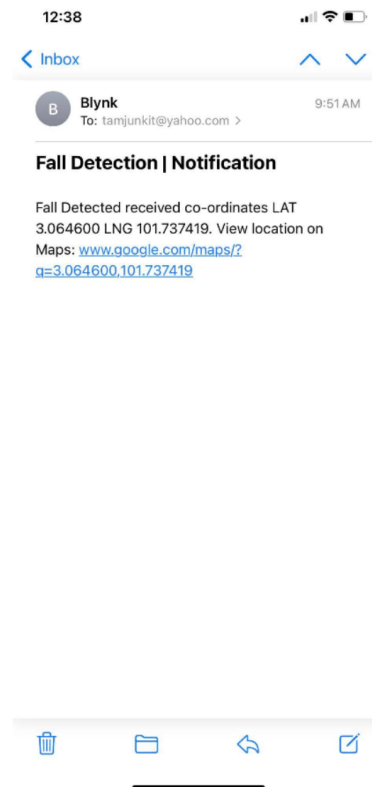 12:38
Inbox
B
Blynk
9:51 AM
To: tamjunkit@yahoo.com >
Fall Detection | Notification
Fall Detected received co-ordinates LAT
3.064600 LNG 101.737419. View location on
Maps: www.google.com/maps/?
q=3.064600,101.737419